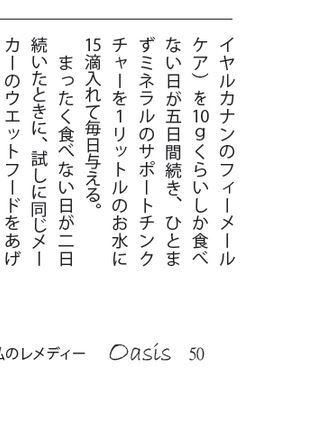 イヤルカナンのフィーメール
ケア）を10gくらいしか食べ
ない日が五日間続き、ひとま
ずミネラルのサポートチンク
チャーを1リットルのお水に
15滴入れて毎日与える。
まったく食べない日が二日
続いたときに、試しに同じメー
カーのウエットフードをあげ
のレメディー Oasis 50